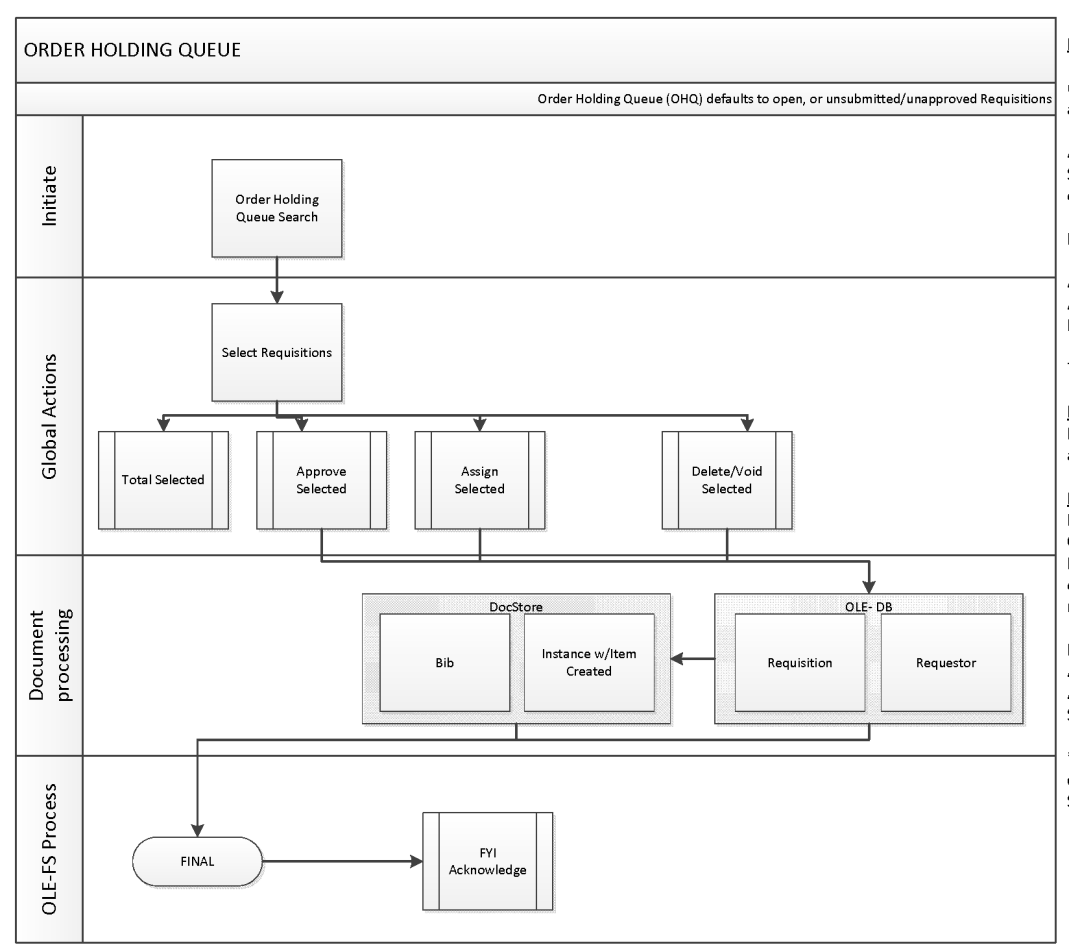 ORDER HOLDING QUEUE
Order Holding Queue (OHQ) defaults to open, or unsubmitted/unapproved Requisitions
Initiate
Order Holding
Queue Search
Global Actions
Select Requisitions
Total Selected
Approve
Selected
Assign
Selected
Delete/Void
Selected
Document
processing
DocStore
Bib
Instance w/Item
Created
OLE- DB
Requisition
Requestor
OLE-FS Process
FINAL
FYI
Acknowledge